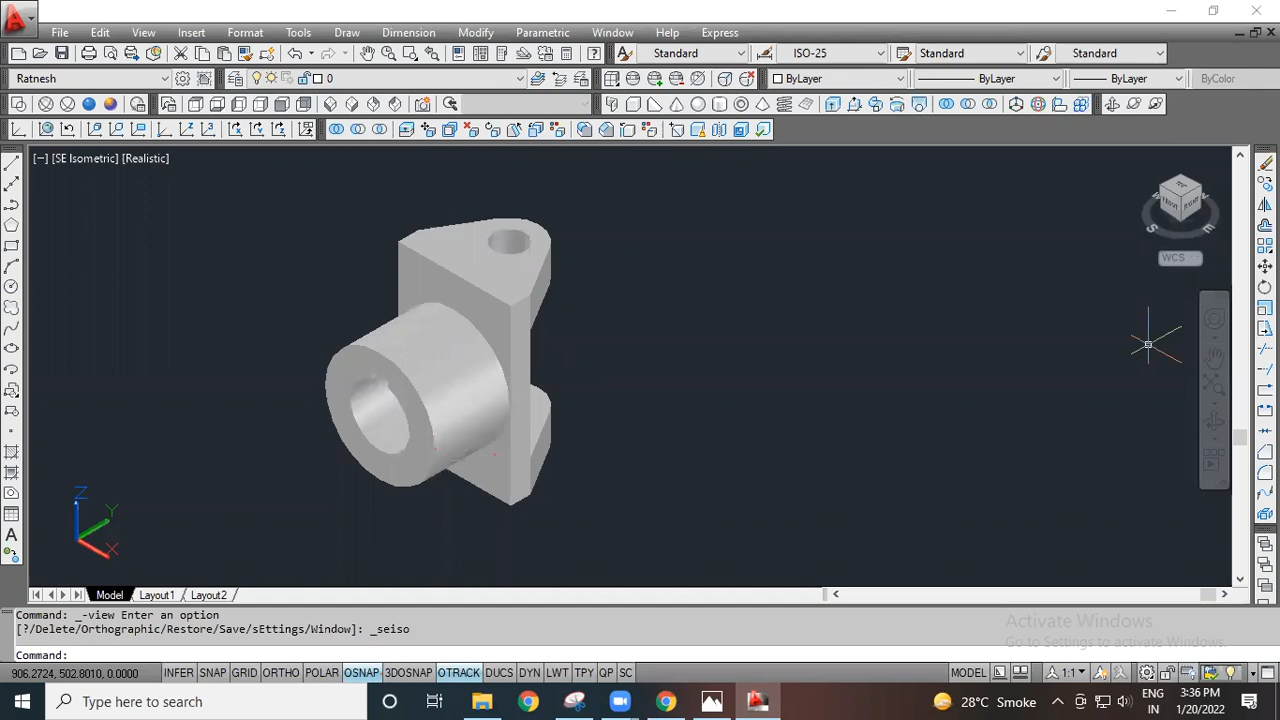 File Edit View Insert Format Tools Draw Dimension Modify Parametric Window Help Express
Standard ISO-25 Standard Standard
Ratnesh 0 ByLayer ByLayer ByLayer ByColor
[−] [SE Isometric] [Realistic]
TOP
FRONT RIGHT
S E
WCS
Z
Y
X
Model Layout1 Layout2
Command: _-view Enter an option
[?/Delete/Orthographic/Restore/Save/sEttings/Window]: _seiso
Activate Windows
Go to Settings to activate Windows.
Command:
906.2724, 502.8010, 0.0000 INFER SNAP GRID ORTHO POLAR OSNAP 3DOSNAP OTRACK DUCS DYN LWT TPY QP SC MODEL 1:1
Type here to search 28°C Smoke ENG 3:36 PM
IN 1/20/2022